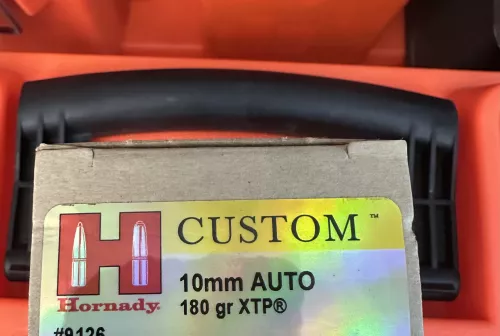 H CUSTOM™
Hornady®
10mm AUTO
180 gr XTP®
#9126